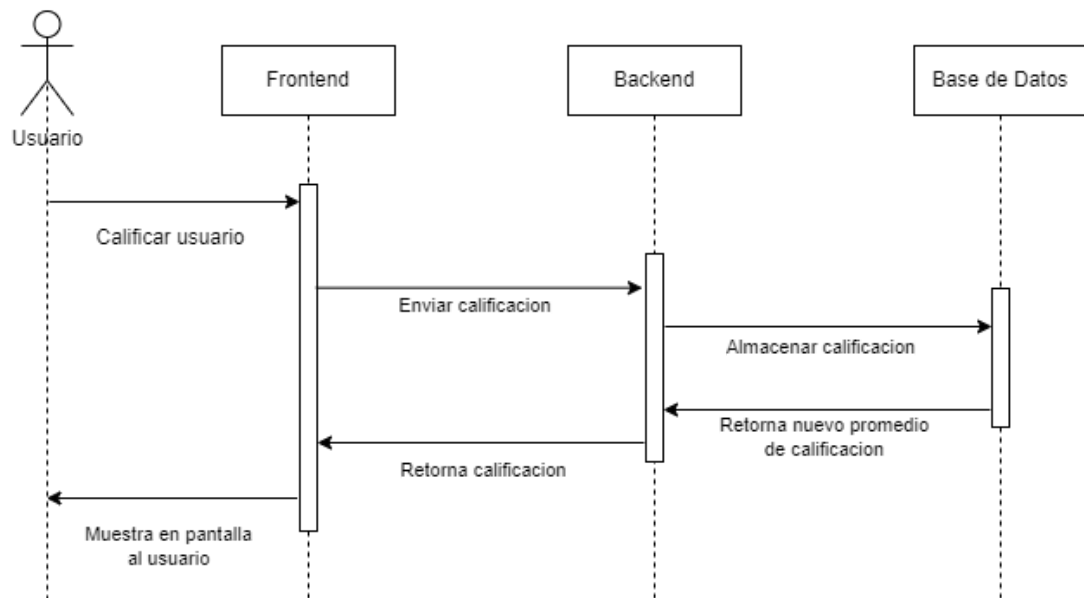 Usuario
Frontend
Backend
Base de Datos
Calificar usuario
Enviar calificacion
Almacenar calificacion
Retorna nuevo promedio
de calificacion
Retorna calificacion
Muestra en pantalla
al usuario